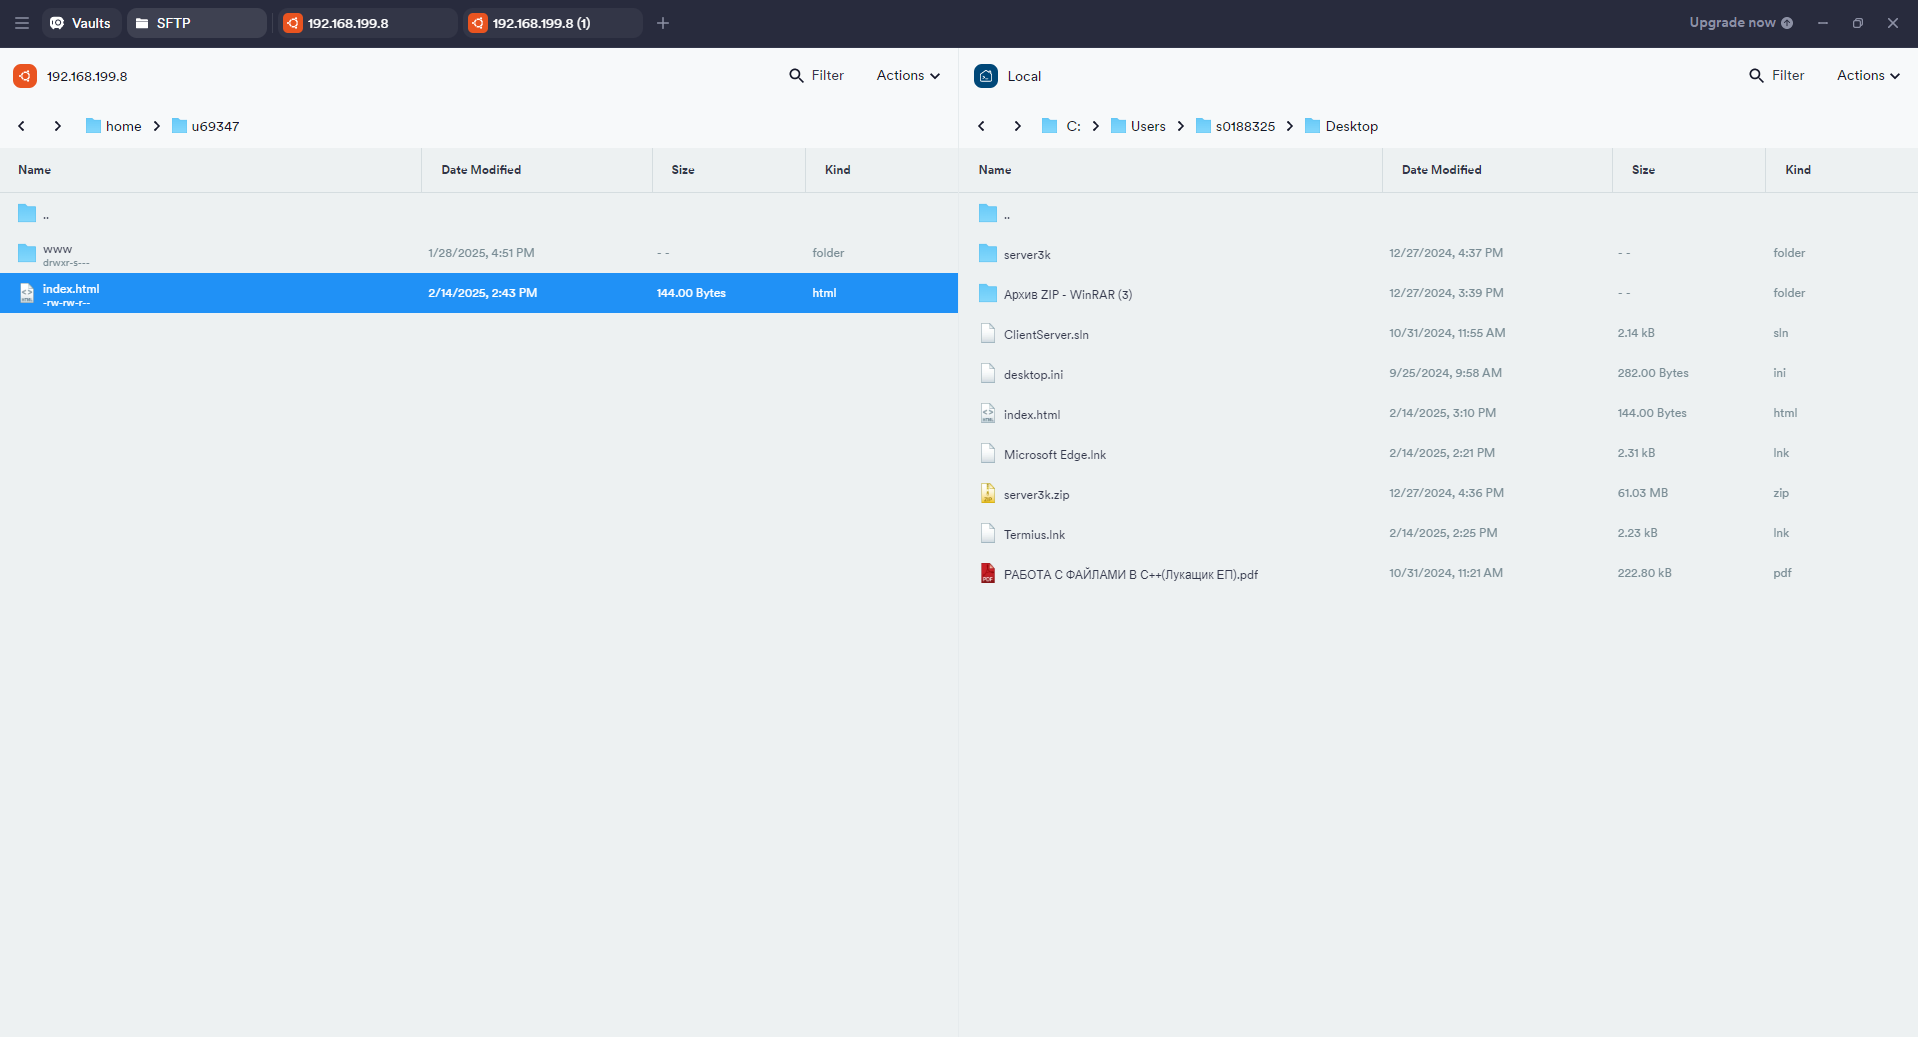 Vaults SFTP 192.168.199.8 192.168.199.8 (1) Upgrade now
192.168.199.8 Filter Actions
home u69347
Name Date Modified Size Kind
..
www 1/28/2025, 4:51 PM - - folder
drwxr-s---
index.html 2/14/2025, 2:43 PM 144.00 Bytes html
-rw-rw-r--
Local Filter Actions
C: Users s0188325 Desktop
Name Date Modified Size Kind
..
server3k 12/27/2024, 4:37 PM - - folder
Архив ZIP - WinRAR (3) 12/27/2024, 3:39 PM - - folder
ClientServer.sln 10/31/2024, 11:55 AM 2.14 kB sln
desktop.ini 9/25/2024, 9:58 AM 282.00 Bytes ini
index.html 2/14/2025, 3:10 PM 144.00 Bytes html
Microsoft Edge.lnk 2/14/2025, 2:21 PM 2.31 kB lnk
server3k.zip 12/27/2024, 4:36 PM 61.03 MB zip
Termius.lnk 2/14/2025, 2:25 PM 2.23 kB lnk
РАБОТА С ФАЙЛАМИ В С++(Лукащик ЕП).pdf 10/31/2024, 11:21 AM 222.80 kB pdf